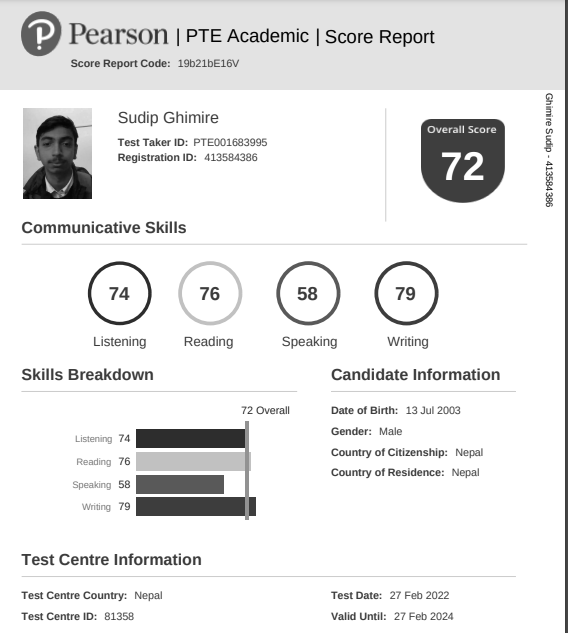 Pearson | PTE Academic | Score Report
Score Report Code: 19b21bE16V
Ghimire Sudip - 413584386
Sudip Ghimire
Test Taker ID: PTE001683995
Registration ID: 413584386
Overall Score
72
Communicative Skills
74 76 58 79
Listening Reading Speaking Writing
Skills Breakdown
72 Overall
Listening 74
Reading 76
Speaking 58
Writing 79
Candidate Information
Date of Birth: 13 Jul 2003
Gender: Male
Country of Citizenship: Nepal
Country of Residence: Nepal
Test Centre Information
Test Centre Country: Nepal
Test Centre ID: 81358
Test Date: 27 Feb 2022
Valid Until: 27 Feb 2024